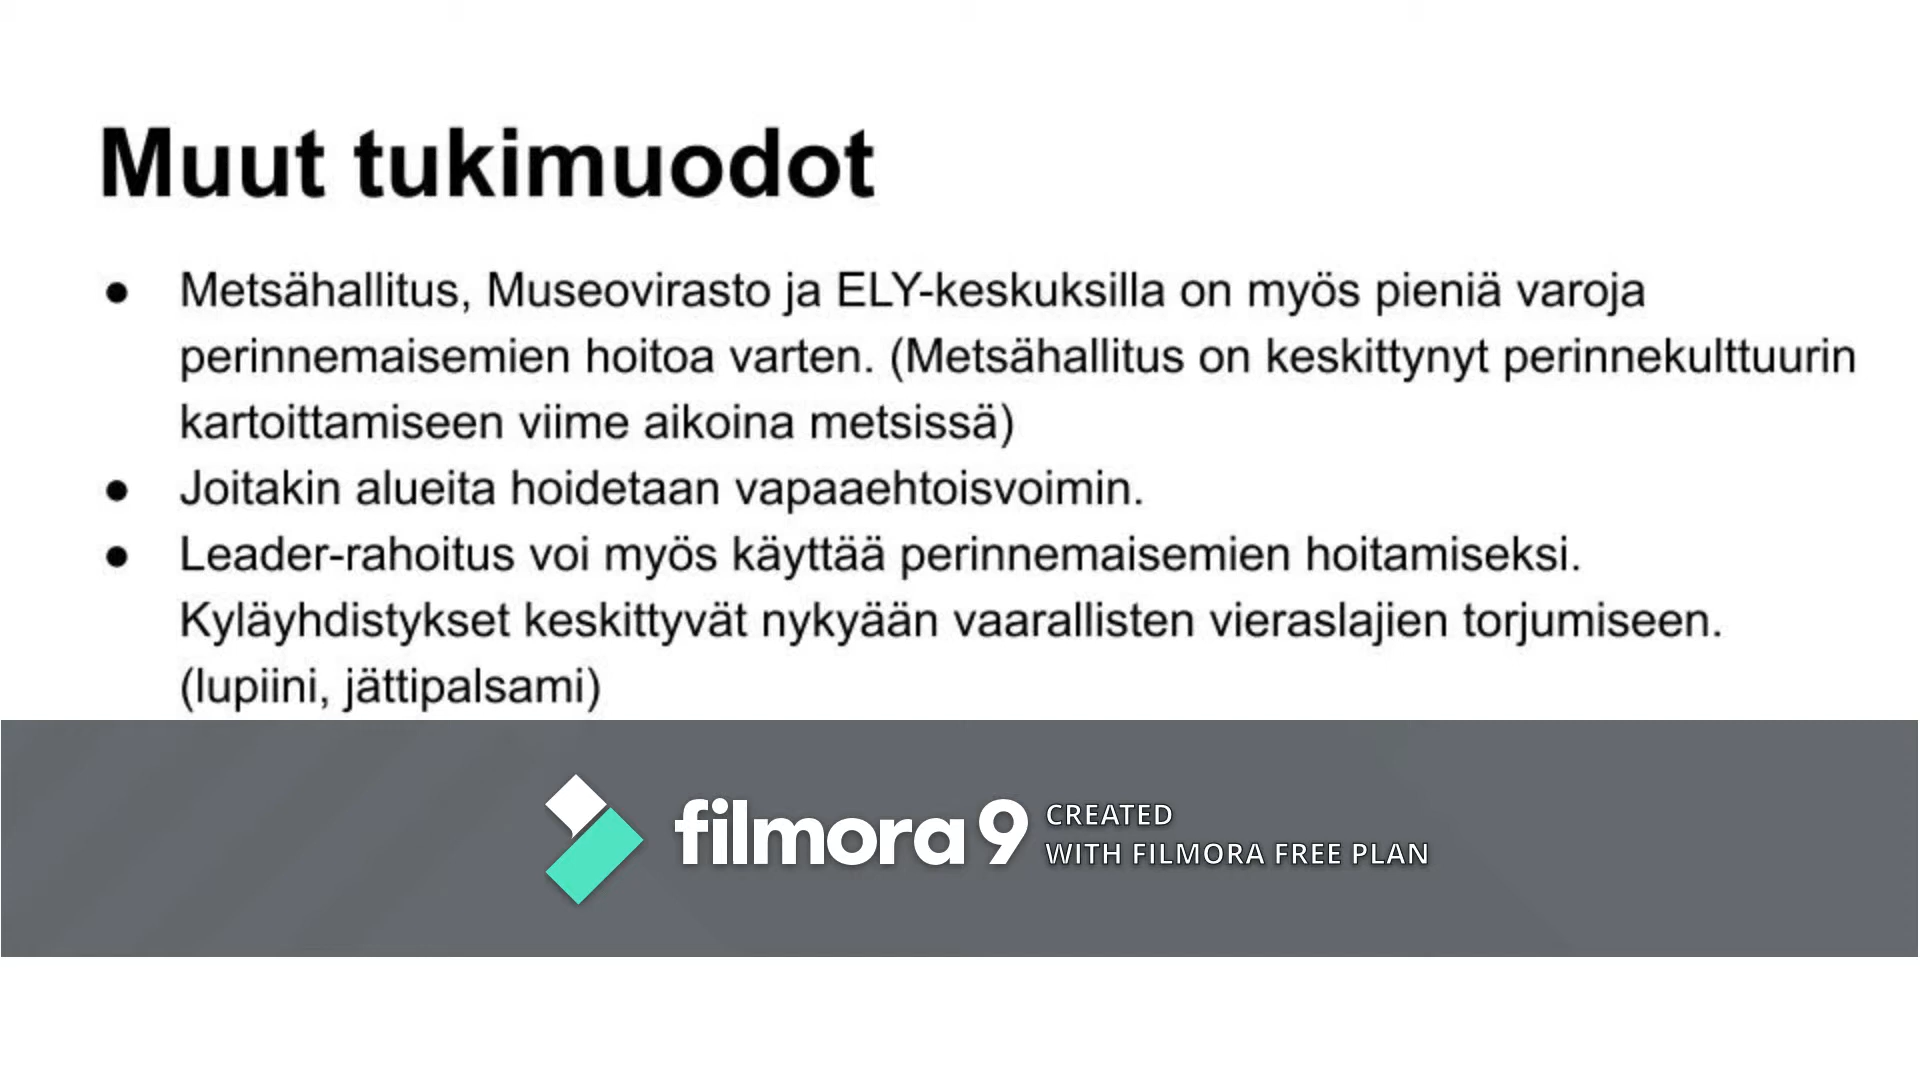 Muut tukimuodot
● Metsähallitus, Museovirasto ja ELY-keskuksilla on myös pieniä varoja
perinnemaisemien hoitoa varten. (Metsähallitus on keskittynyt perinnekulttuurin
kartoittamiseen viime aikoina metsissä)
● Joitakin alueita hoidetaan vapaaehtoisvoimin.
● Leader-rahoitus voi myös käyttää perinnemaisemien hoitamiseksi.
Kyläyhdistykset keskittyvät nykyään vaarallisten vieraslajien torjumiseen.
(lupiini, jättipalsami)
filmora 9
CREATED
WITH FILMORA FREE PLAN